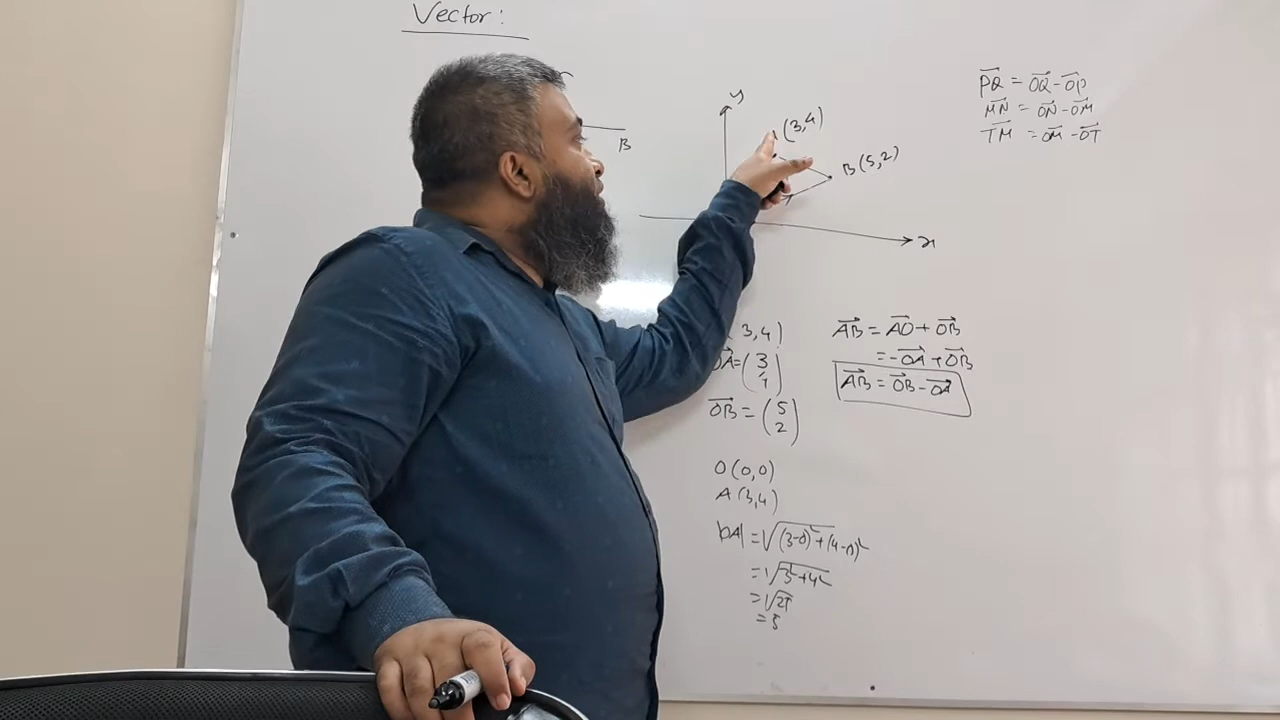 Vector:
B
y
(3,4)
B(5,2)
x
→PQ = →OQ - →OP
→MN = →ON - →OM
→TM = →OM - →OT
3,4)
→OA = (3 4)
→OB = (5 2)
→AB = →AO + →OB
= -→OA + →OB
→AB = →OB - →OA
O(0,0)
A(3,4)
|OA| = √(3-0)²+(4-0)²
= √3²+4²
= √25
= 5